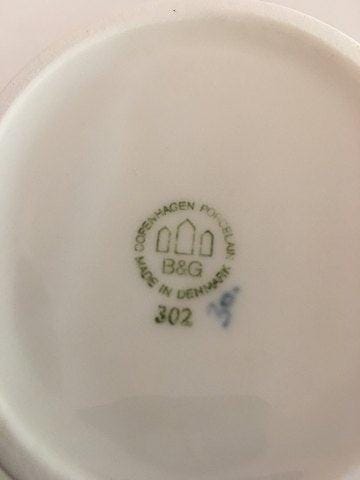 COPENHAGEN PORCELAIN
B&G
MADE IN DENMARK
302